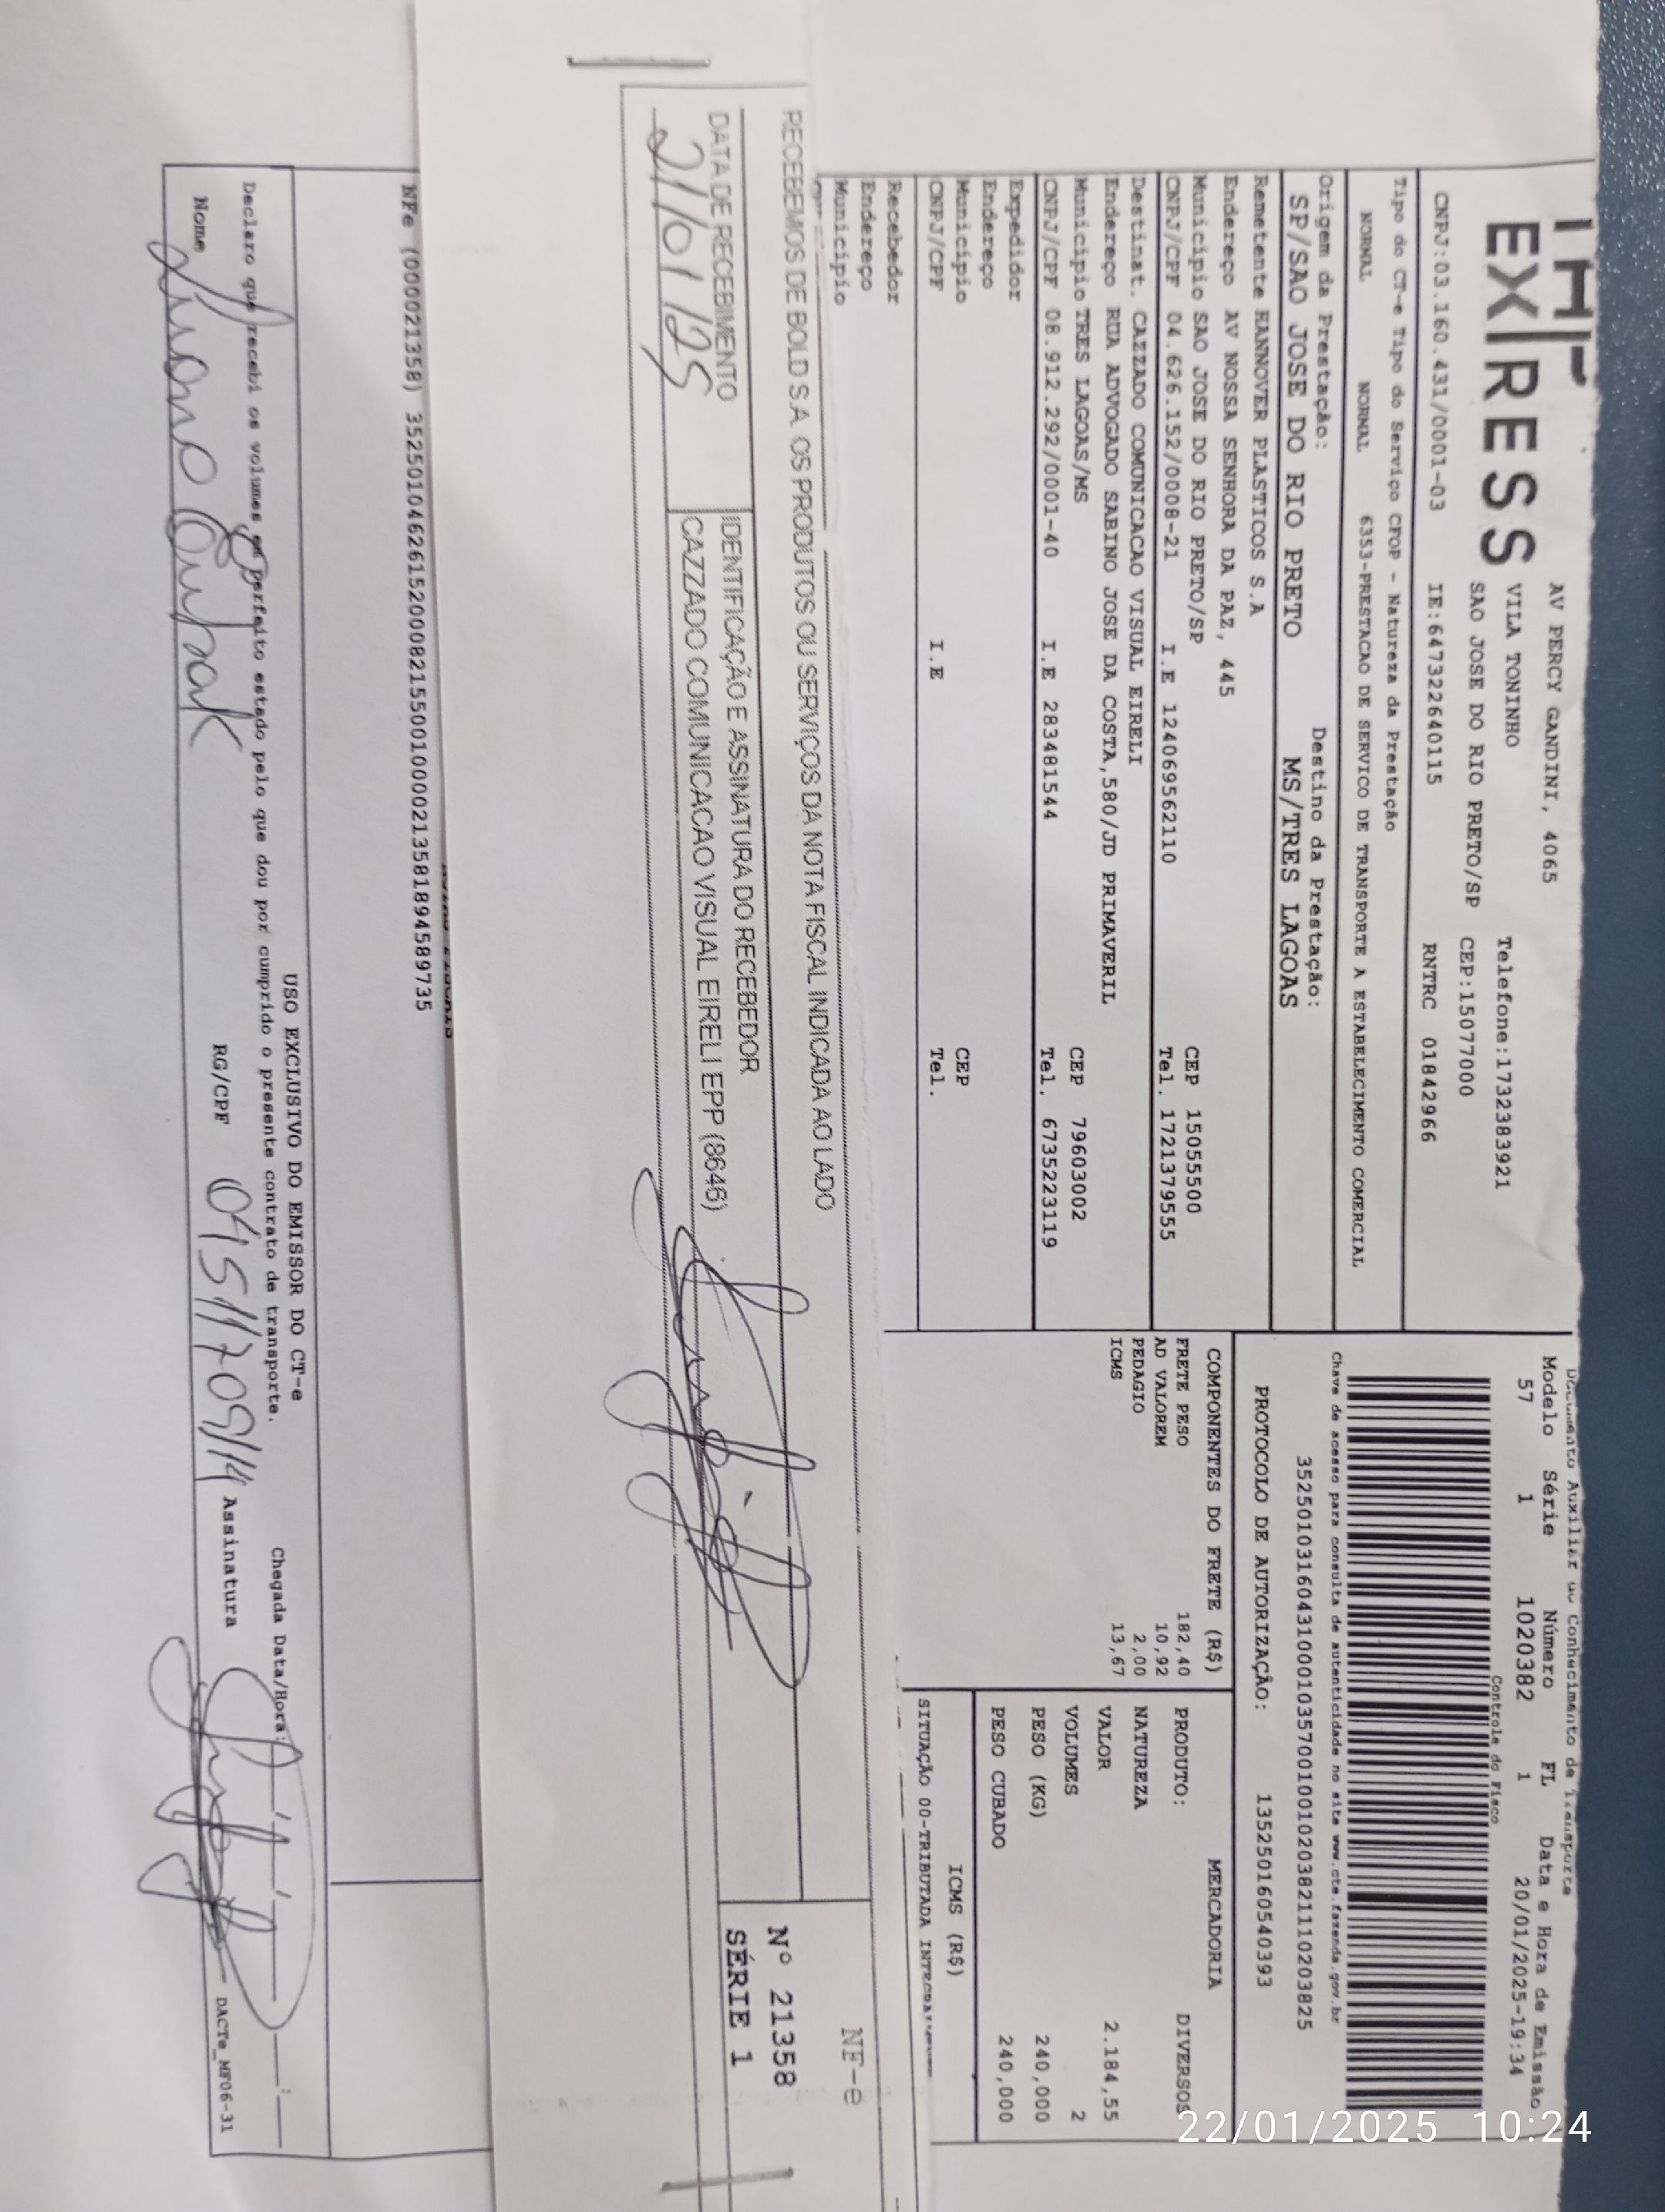 EXPRESS
AV PERCY GANDINI, 4065
VILA TONINHO Telefone:1732383921
SAO JOSE DO RIO PRETO/SP CEP:15077000
CNPJ:03.160.431/0001-03 IE:647322640115 RNTRC 01842966
Tipo do CT-e Tipo do Serviço CFOP - Natureza da Prestação
NORMAL NORMAL 6353-PRESTACAO DE SERVICO DE TRANSPORTE A ESTABELECIMENTO COMERCIAL
Origem da Prestação: Destino da Prestação:
SP/SAO JOSE DO RIO PRETO MS/TRES LAGOAS
Remetente HANNOVER PLASTICOS S.A
Endereço AV NOSSA SENHORA DA PAZ, 445
Municipio SAO JOSE DO RIO PRETO/SP CEP 15055500
CNPJ/CPF 04.626.152/0008-21 I.E 124069562110 Tel. 1721379555
Destinat. CAZZADO COMUNICACAO VISUAL EIRELI
Endereço RUA ADVOGADO SABINO JOSE DA COSTA,580/JD PRIMAVERIL
Municipio TRES LAGOAS/MS CEP 79603002
CNPJ/CPF 08.912.292/0001-40 I.E 283481544 Tel. 6735223119
Expedidor
Endereço
Municipio CEP
CNPJ/CPF I.E Tel.
Recebedor
Endereço
Municipio
Documento Auxiliar do Conhecimento de Transporte
Modelo Série Número FL Data e Hora de Emissão
57 1 1020382 1 20/01/2025-19:34
Controle do Fisco
Chave de acesso para consulta de autenticidade no site www.cte.fazenda.gov.br
35250103160431000103570010010203821110203825
PROTOCOLO DE AUTORIZAÇÃO: 135250160540393
COMPONENTES DO FRETE (R$)
FRETE PESO 182,40
AD VALOREM 10,92
PEDAGIO 2,00
ICMS 13,67
MERCADORIA
PRODUTO: DIVERSOS
NATUREZA
VALOR 2.184,55
VOLUMES 2
PESO (KG) 240,000
PESO CUBADO 240,000
ICMS (R$)
SITUAÇÃO 00-TRIBUTADA
RECEBEMOS DE BOLD S.A. OS PRODUTOS OU SERVIÇOS DA NOTA FISCAL INDICADA AO LADO
DATA DE RECEBIMENTO IDENTIFICAÇÃO E ASSINATURA DO RECEBEDOR
21/01/25 CAZZADO COMUNICACAO VISUAL EIRELI EPP (8646)
NF-e
Nº 21358
SÉRIE 1
NFe (000021358) 35250104626152000821550010000213581894589735
USO EXCLUSIVO DO EMISSOR DO CT-e
Declaro que recebi os volumes em perfeito estado pelo que dou por cumprido o presente contrato de transporte. Chegada Data/Hora:
Nome RG/CPF Assinatura
DACTe_MF06-31
22/01/2025 10:24